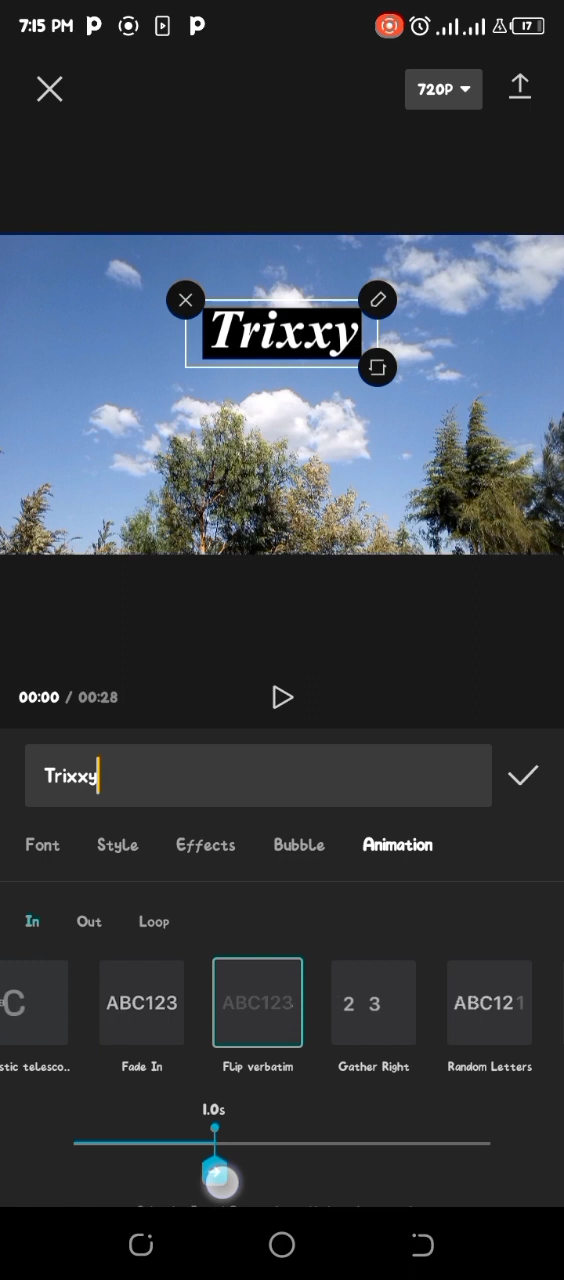 7:15 PM
17
720P
Trixxy
00:00 / 00:28
Trixxy
Font Style Effects Bubble Animation
In Out Loop
C ABC123 ABC123 2 3 ABC121
stic telesco.. Fade In Flip verbatim Gather Right Random Letters
1.0s